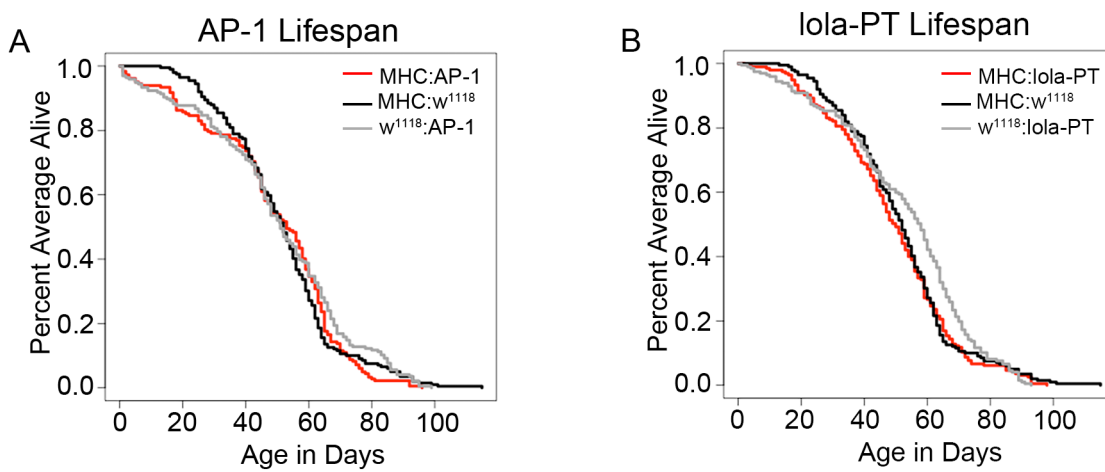 A
AP-1 Lifespan
MHC:AP-1
MHC:w1118
w1118:AP-1
Percent Average Alive
1.0
0.8
0.6
0.4
0.2
0.0
0 20 40 60 80 100
Age in Days
B
lola-PT Lifespan
MHC:lola-PT
MHC:w1118
w1118:lola-PT
Percent Average Alive
1.0
0.8
0.6
0.4
0.2
0.0
0 20 40 60 80 100
Age in Days